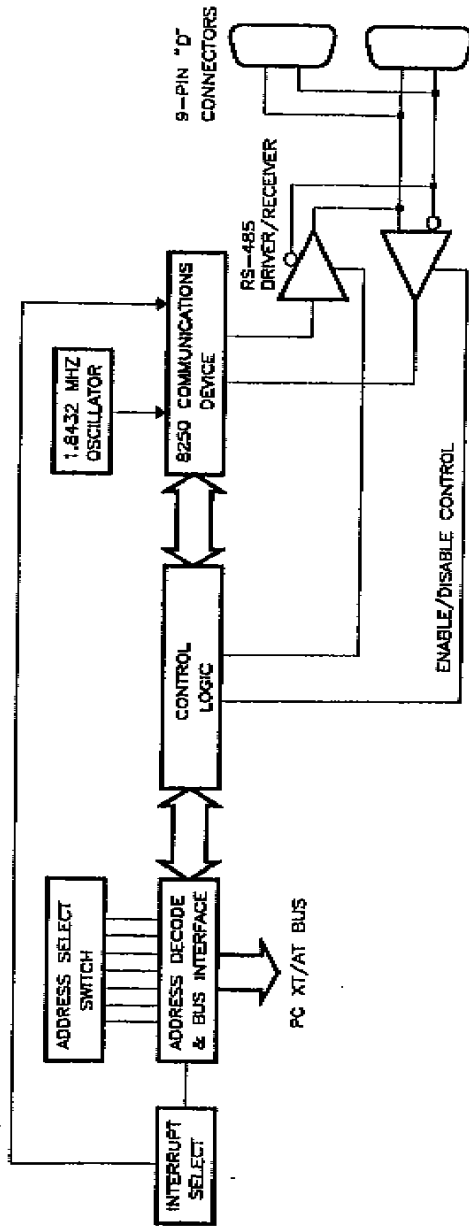 INTERRUPT
SELECT
ADDRESS SELECT
SWITCH
ADDRESS DECODE
& BUS INTERFACE
PC XT/AT BUS
CONTROL
LOGIC
1.8432 MHZ
OSCILLATOR
8250 COMMUNICATIONS
DEVICE
ENABLE/DISABLE CONTROL
RS-485
DRIVER/RECEIVER
9-PIN "D"
CONNECTORS